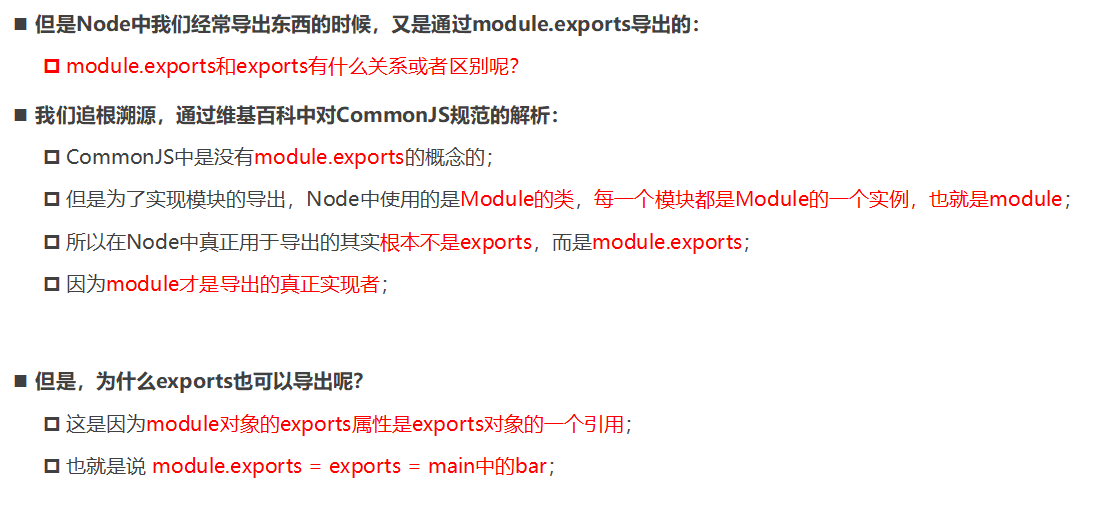 但是Node中我们经常导出东西的时候，又是通过module.exports导出的：
module.exports和exports有什么关系或者区别呢？
我们追根溯源，通过维基百科中对CommonJS规范的解析：
CommonJS中是没有module.exports的概念的；
但是为了实现模块的导出，Node中使用的是Module的类，每一个模块都是Module的一个实例，也就是module；
所以在Node中真正用于导出的其实根本不是exports，而是module.exports；
因为module才是导出的真正实现者；
但是，为什么exports也可以导出呢？
这是因为module对象的exports属性是exports对象的一个引用；
也就是说 module.exports = exports = main中的bar；